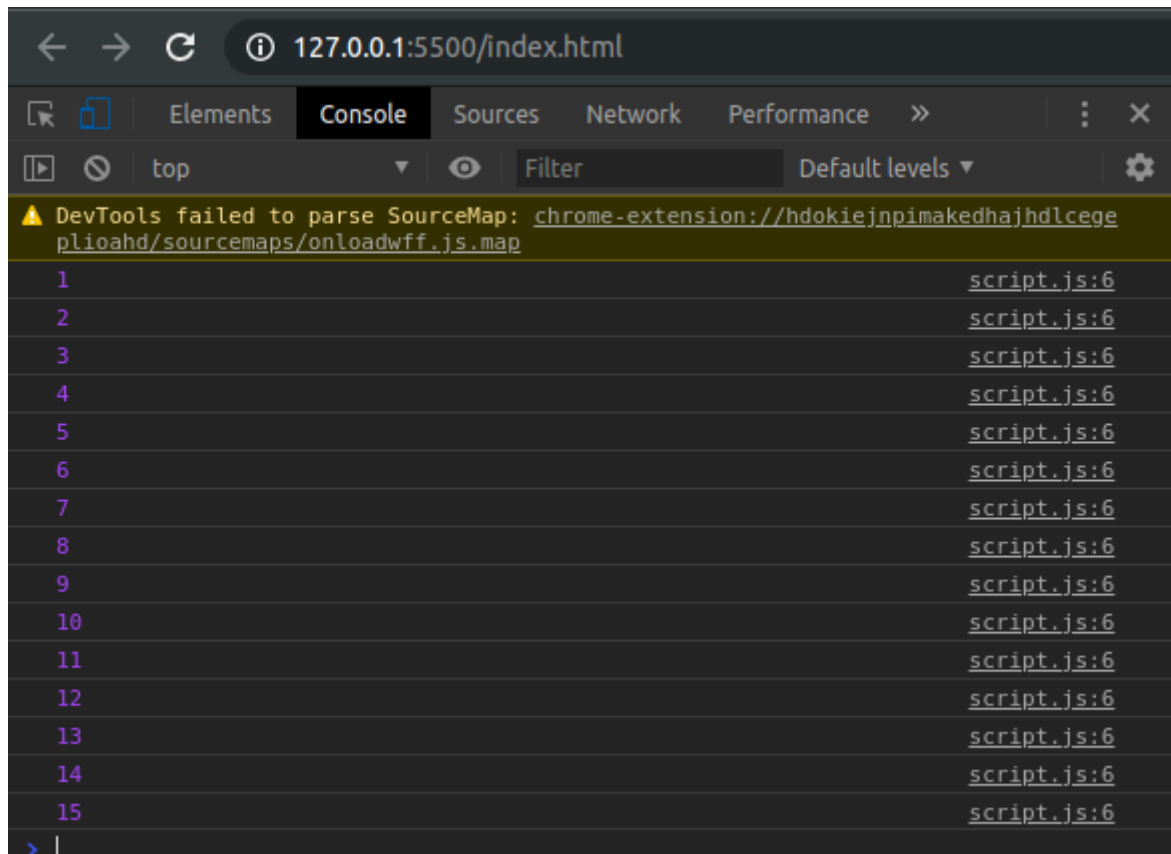 127.0.0.1:5500/index.html
Elements Console Sources Network Performance »
top Filter Default levels
DevTools failed to parse SourceMap: chrome-extension://hdokiejnpimakedhajhdlcege
plioahd/sourcemaps/onloadwff.js.map
1 script.js:6
2 script.js:6
3 script.js:6
4 script.js:6
5 script.js:6
6 script.js:6
7 script.js:6
8 script.js:6
9 script.js:6
10 script.js:6
11 script.js:6
12 script.js:6
13 script.js:6
14 script.js:6
15 script.js:6